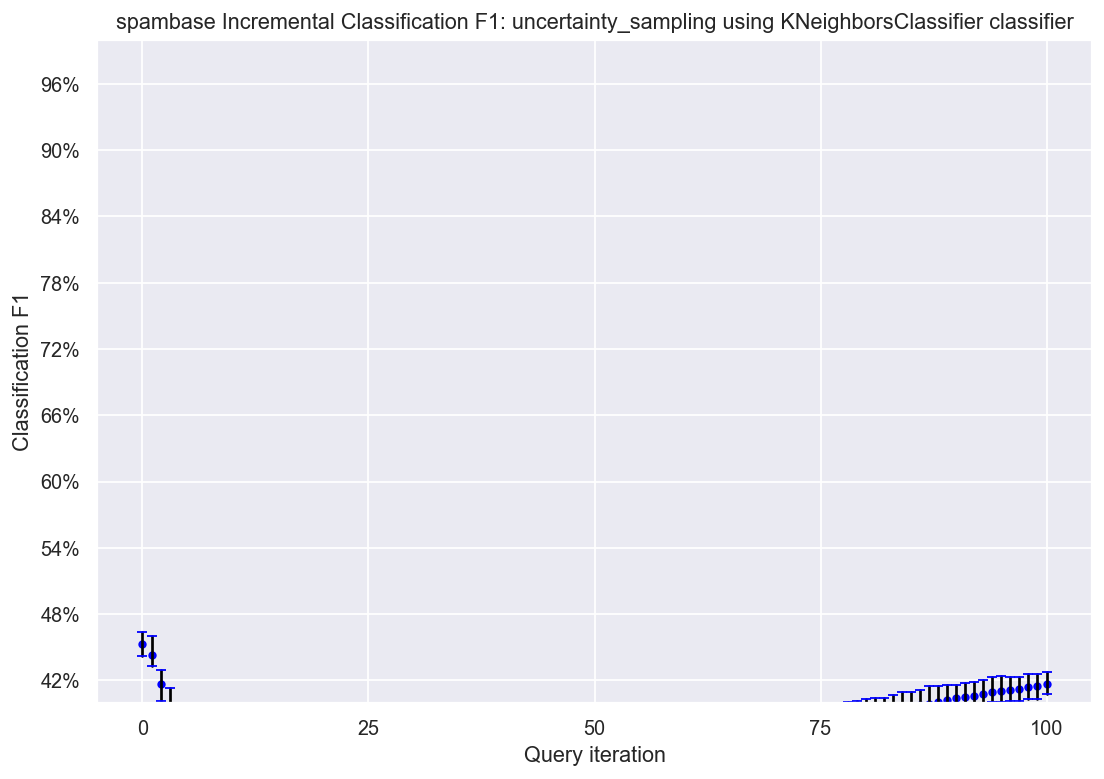 spambase Incremental Classification F1: uncertainty_sampling using KNeighborsClassifier classifier
96%
90%
84%
78%
72%
66%
60%
54%
48%
42%
Classification F1
0 25 50 75 100
Query iteration